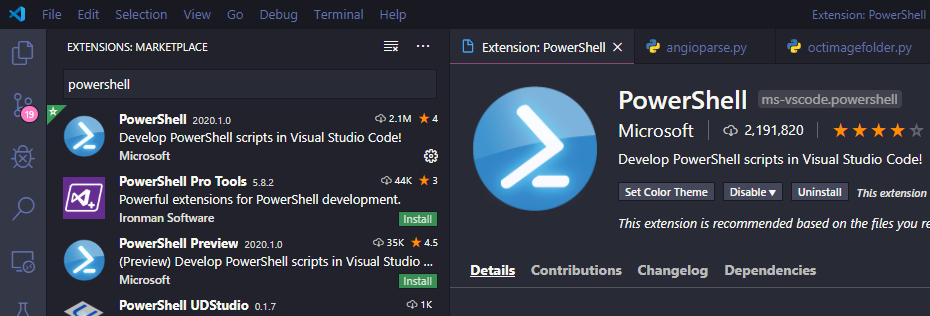 File Edit Selection View Go Debug Terminal Help Extension: PowerShell
EXTENSIONS: MARKETPLACE
powershell
19
PowerShell 2020.1.0 2.1M 4
Develop PowerShell scripts in Visual Studio Code!
Microsoft
PowerShell Pro Tools 5.8.2 44K 3
Powerful extensions for PowerShell development.
Ironman Software Install
PowerShell Preview 2020.1.0 35K 4.5
(Preview) Develop PowerShell scripts in Visual Studio ...
Microsoft Install
PowerShell UDStudio 0.1.7 1K
Extension: PowerShell angioparse.py octimagefolder.py
PowerShell ms-vscode.powershell
Microsoft 2,191,820
Develop PowerShell scripts in Visual Studio Code!
Set Color Theme Disable Uninstall This extension
This extension is recommended based on the files you re
Details Contributions Changelog Dependencies